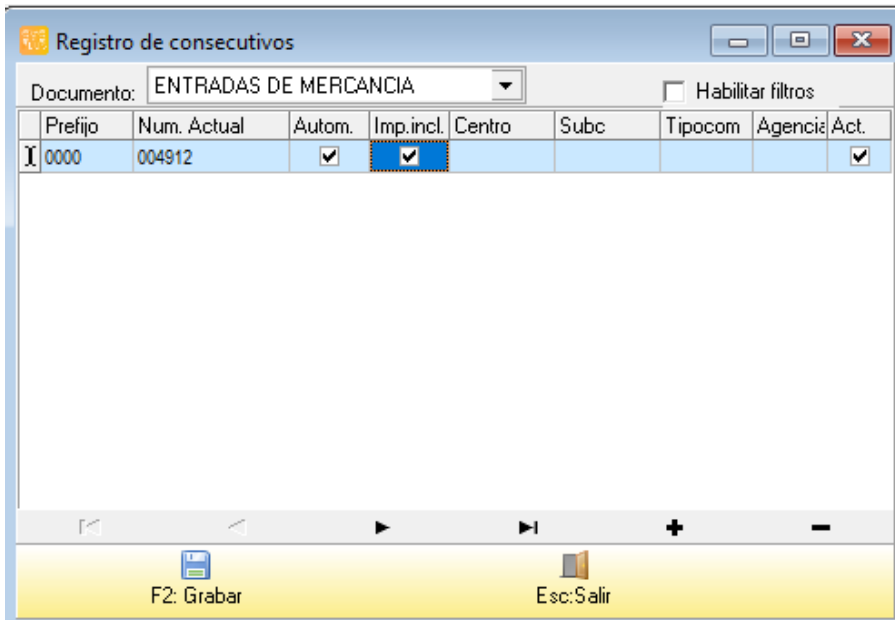 Registro de consecutivos
Documento: ENTRADAS DE MERCANCIA Habilitar filtros
Prefijo Num. Actual Autom. Imp.incl. Centro Subc Tipocom Agencia Act.
0000 004912
F2: Grabar Esc:Salir